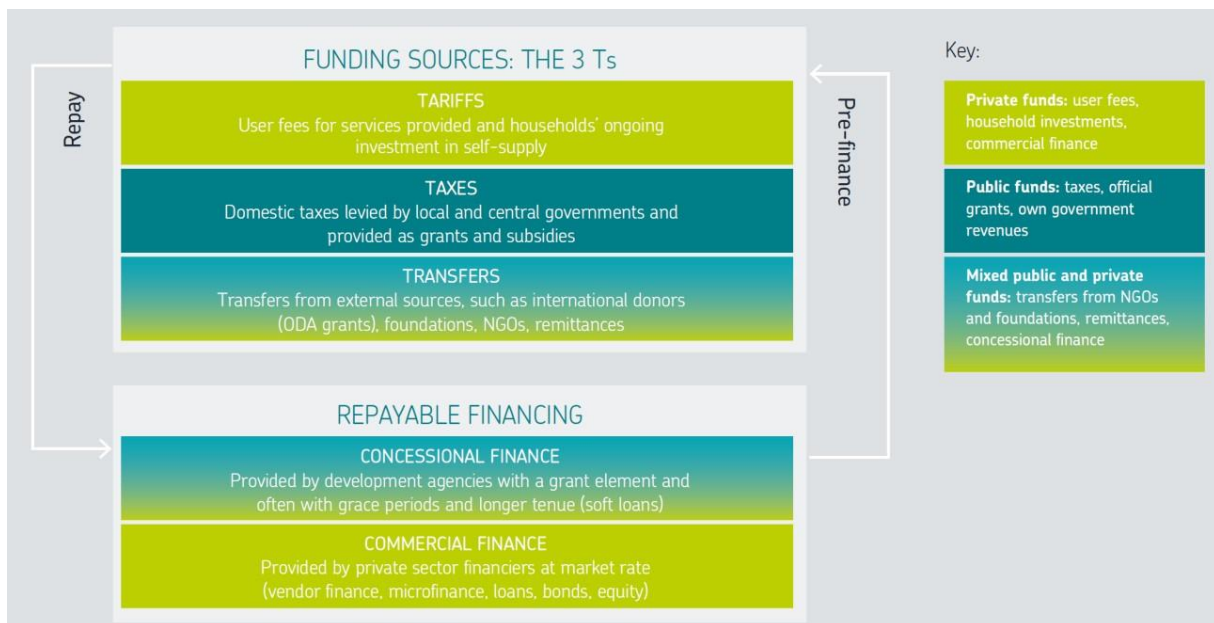 FUNDING SOURCES: THE 3 Ts
Repay
TARIFFS
User fees for services provided and households' ongoing
investment in self-supply
TAXES
Domestic taxes levied by local and central governments and
provided as grants and subsidies
TRANSFERS
Transfers from external sources, such as international donors
(ODA grants), foundations, NGOs, remittances
Pre-finance
REPAYABLE FINANCING
CONCESSIONAL FINANCE
Provided by development agencies with a grant element and
often with grace periods and longer tenue (soft loans)
COMMERCIAL FINANCE
Provided by private sector financiers at market rate
(vendor finance, microfinance, loans, bonds, equity)
Key:
Private funds: user fees,
household investments,
commercial finance
Public funds: taxes, official
grants, own government
revenues
Mixed public and private
funds: transfers from NGOs
and foundations, remittances,
concessional finance